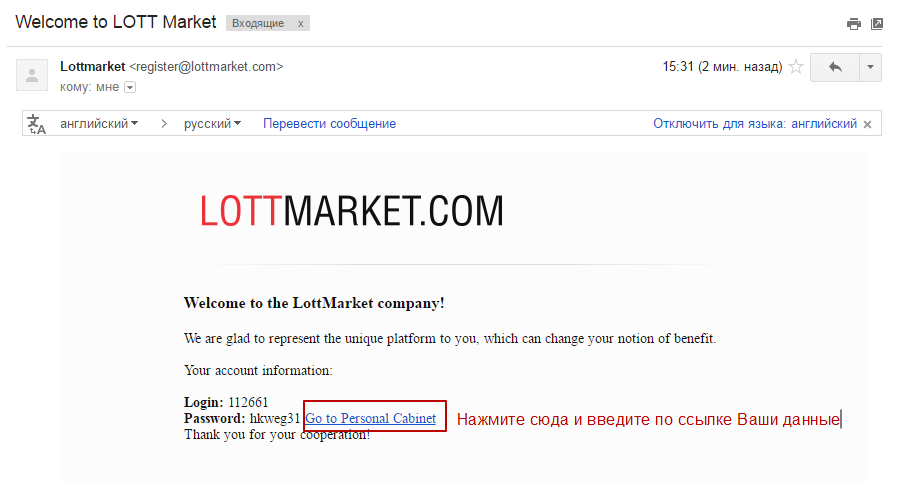 Welcome to LOTT Market Входящие x
Lottmarket <register@lottmarket.com> 15:31 (2 мин. назад)
кому: мне
английский > русский Перевести сообщение Отключить для языка: английский ×
LOTTMARKET.COM
Welcome to the LottMarket company!
We are glad to represent the unique platform to you, which can change your notion of benefit.
Your account information:
Login: 112661
Password: hkweg31 Go to Personal Cabinet Нажмите сюда и введите по ссылке Ваши данные
Thank you for your cooperation!